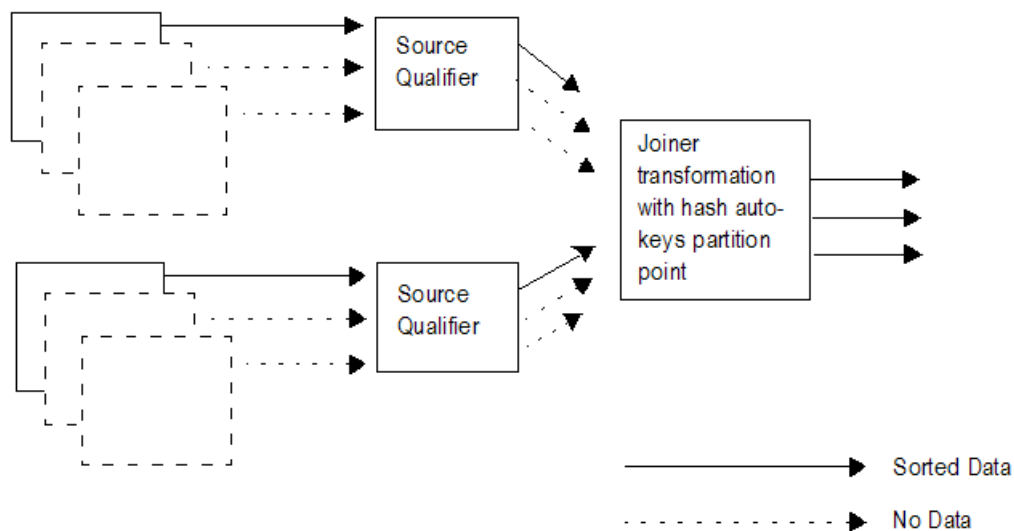 Source
Qualifier
Joiner
transformation
with hash auto-
keys partition
point
Source
Qualifier
Sorted Data
No Data